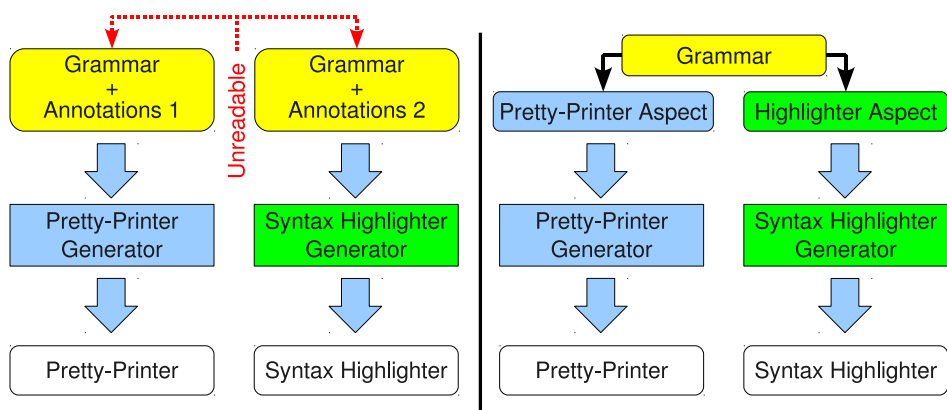 Grammar
+
Annotations 1
Unreadable
Grammar
+
Annotations 2
Pretty-Printer
Generator
Syntax Highlighter
Generator
Pretty-Printer
Syntax Highlighter
Grammar
Pretty-Printer Aspect
Highlighter Aspect
Pretty-Printer
Generator
Syntax Highlighter
Generator
Pretty-Printer
Syntax Highlighter